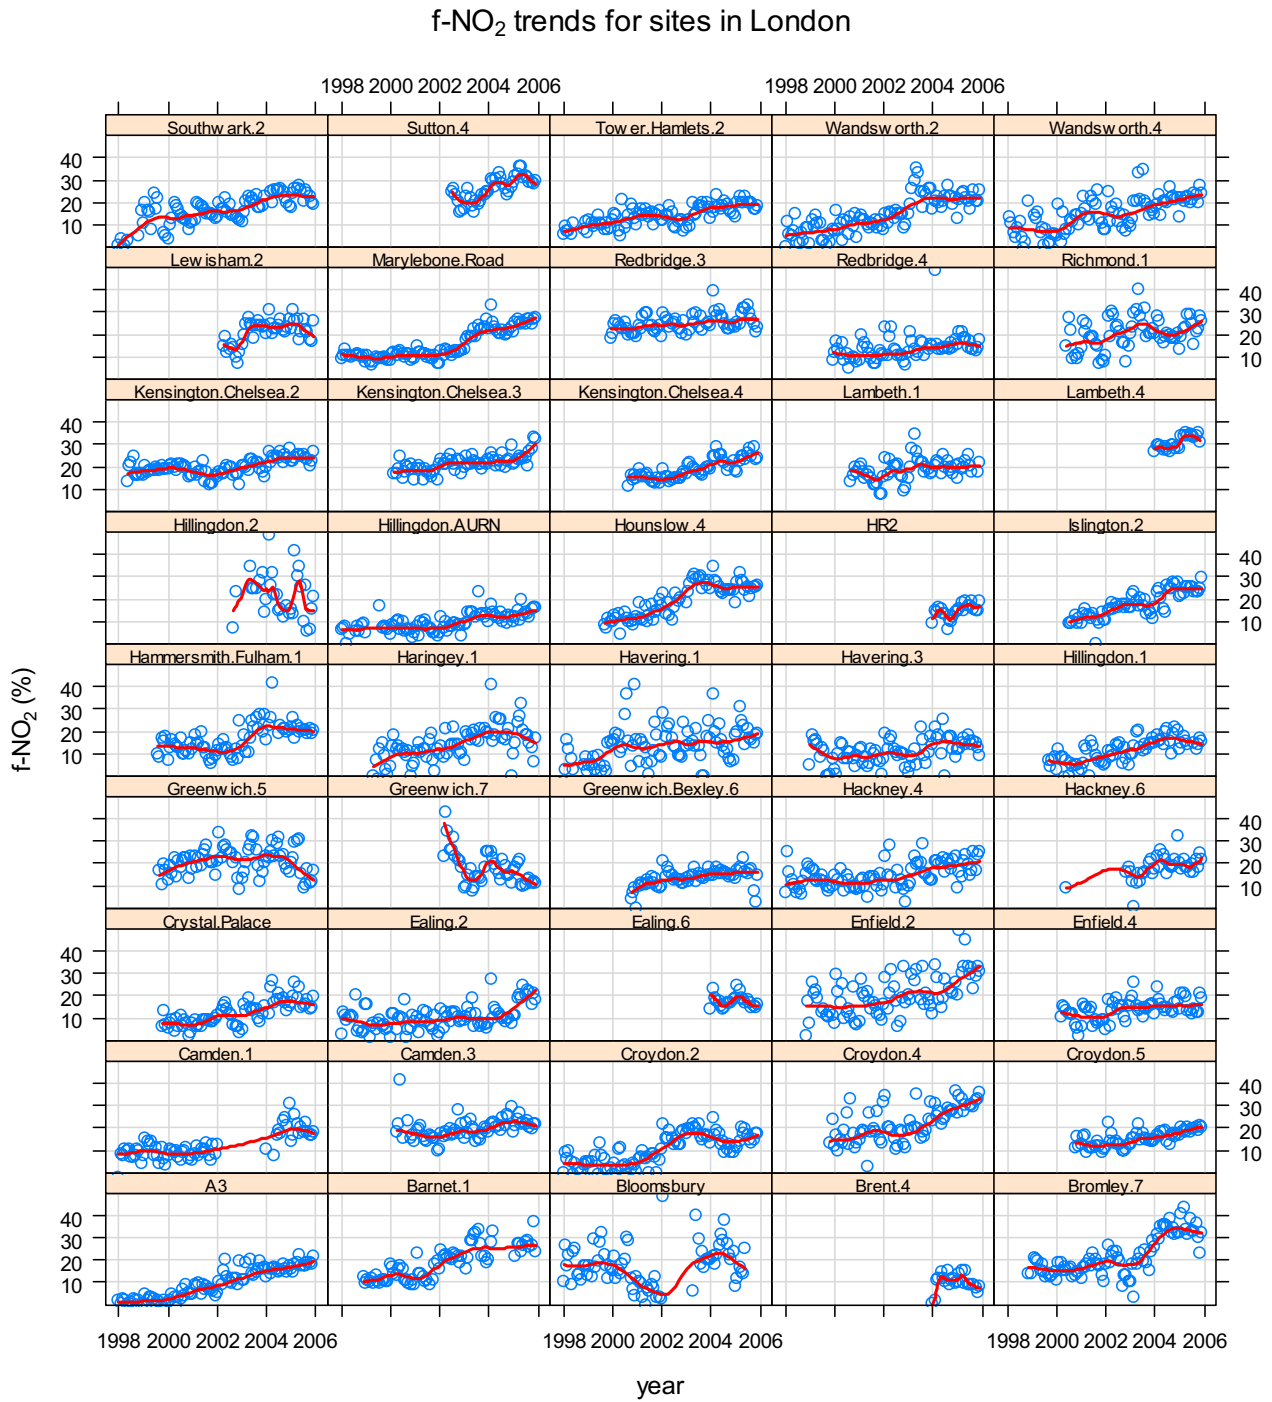 f-NO₂ trends for sites in London
1998 2000 2002 2004 2006 1998 2000 2002 2004 2006
Southwark.2 Sutton.4 Tower.Hamlets.2 Wandsworth.2 Wandsworth.4
40
30
20
10
Lewisham.2 Marylebone.Road Redbridge.3 Redbridge.4 Richmond.1
40
30
20
10
Kensington.Chelsea.2 Kensington.Chelsea.3 Kensington.Chelsea.4 Lambeth.1 Lambeth.4
40
30
20
10
Hillingdon.2 Hillingdon.AURN Hounslow.4 HR2 Islington.2
40
30
20
10
Hammersmith.Fulham.1 Haringey.1 Havering.1 Havering.3 Hillingdon.1
40
30
20
10
Greenwich.5 Greenwich.7 Greenwich.Bexley.6 Hackney.4 Hackney.6
40
30
20
10
Crystal.Palace Ealing.2 Ealing.6 Enfield.2 Enfield.4
40
30
20
10
Camden.1 Camden.3 Croydon.2 Croydon.4 Croydon.5
40
30
20
10
A3 Barnet.1 Bloomsbury Brent.4 Bromley.7
40
30
20
10
1998 2000 2002 2004 2006 1998 2000 2002 2004 2006 1998 2000 2002 2004 2006
f-NO₂ (%)
year